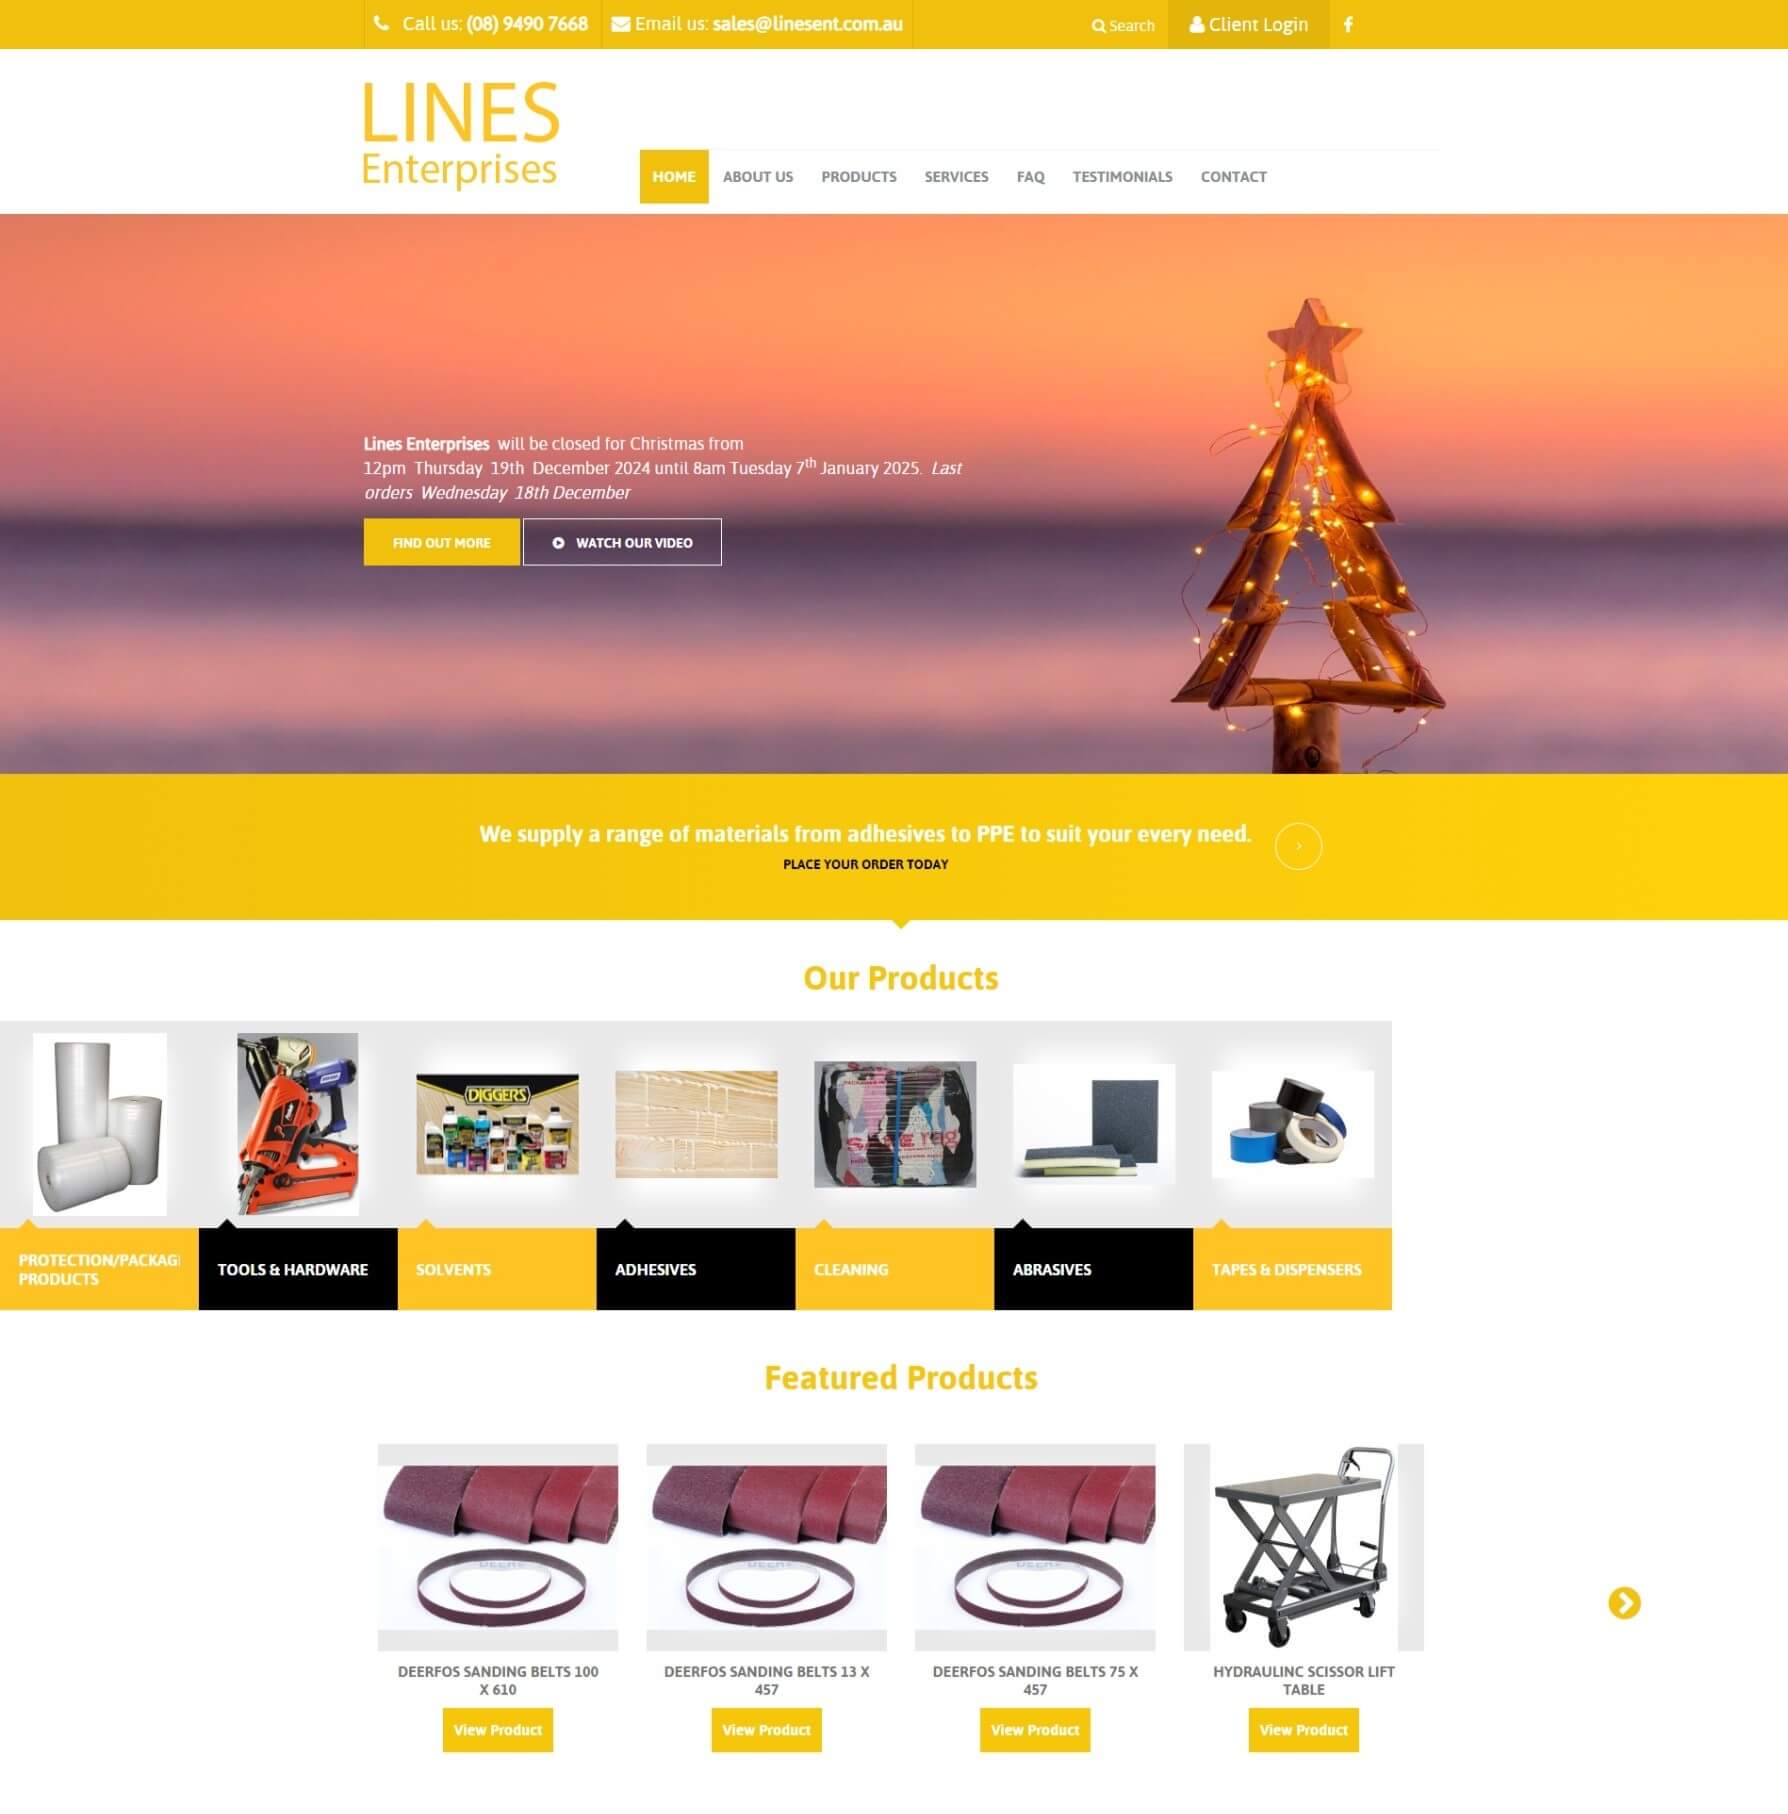 Call us: (08) 9490 7668
Email us: sales@linesent.com.au
Search
Client Login
LINES
Enterprises
HOME
ABOUT US
PRODUCTS
SERVICES
FAQ
TESTIMONIALS
CONTACT
Lines Enterprises will be closed for Christmas from
12pm Thursday 19th December 2024 until 8am Tuesday 7th January 2025. Last
orders Wednesday 18th December
FIND OUT MORE
WATCH OUR VIDEO
We supply a range of materials from adhesives to PPE to suit your every need.
PLACE YOUR ORDER TODAY
Our Products
DIGGERS
PROTECTION/PACKAGI
PRODUCTS
TOOLS & HARDWARE
SOLVENTS
ADHESIVES
CLEANING
ABRASIVES
TAPES & DISPENSERS
Featured Products
DEERFOS SANDING BELTS 100
X 610
View Product
DEERFOS SANDING BELTS 13 X
457
View Product
DEERFOS SANDING BELTS 75 X
457
View Product
HYDRAULINC SCISSOR LIFT
TABLE
View Product